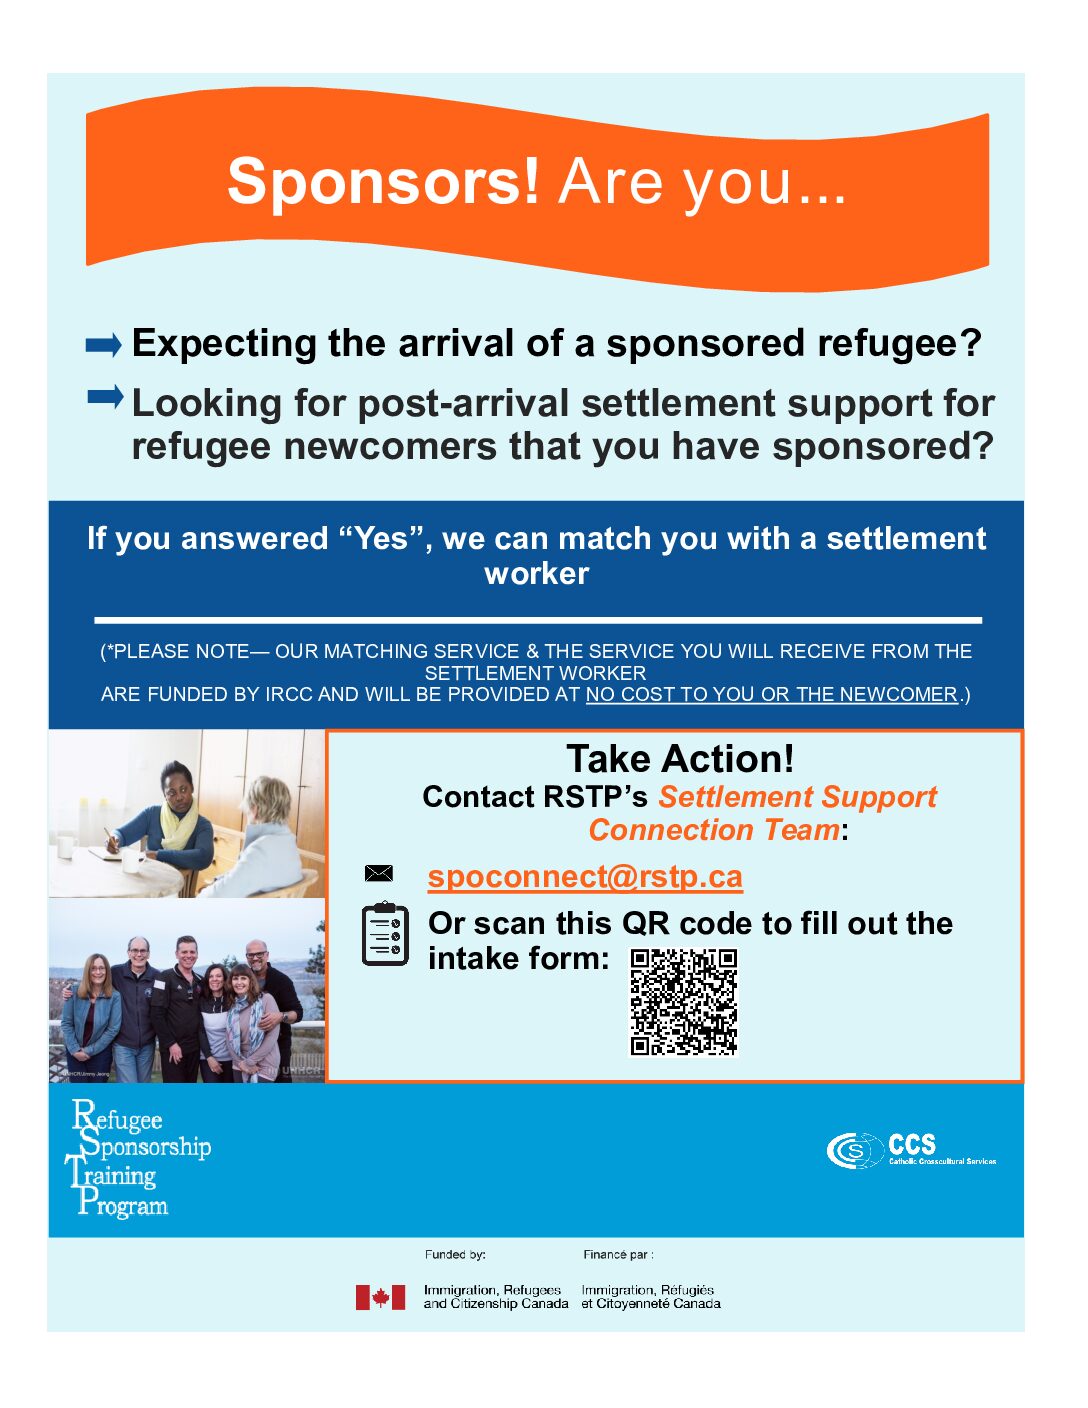 Sponsors! Are you...
Expecting the arrival of a sponsored refugee?
Looking for post-arrival settlement support for
refugee newcomers that you have sponsored?
If you answered “Yes”, we can match you with a settlement
worker
(*PLEASE NOTE— OUR MATCHING SERVICE & THE SERVICE YOU WILL RECEIVE FROM THE
SETTLEMENT WORKER
ARE FUNDED BY IRCC AND WILL BE PROVIDED AT NO COST TO YOU OR THE NEWCOMER.)
Take Action!
Contact RSTP’s Settlement Support
Connection Team:
spoconnect@rstp.ca
Or scan this QR code to fill out the
intake form:
UNHCR
Refugee
Sponsorship
Training
Program
CCS
Catholic Crosscultural Services
Funded by:
Financé par :
Immigration, Refugees
and Citizenship Canada
Immigration, Réfugiés
et Citoyenneté Canada